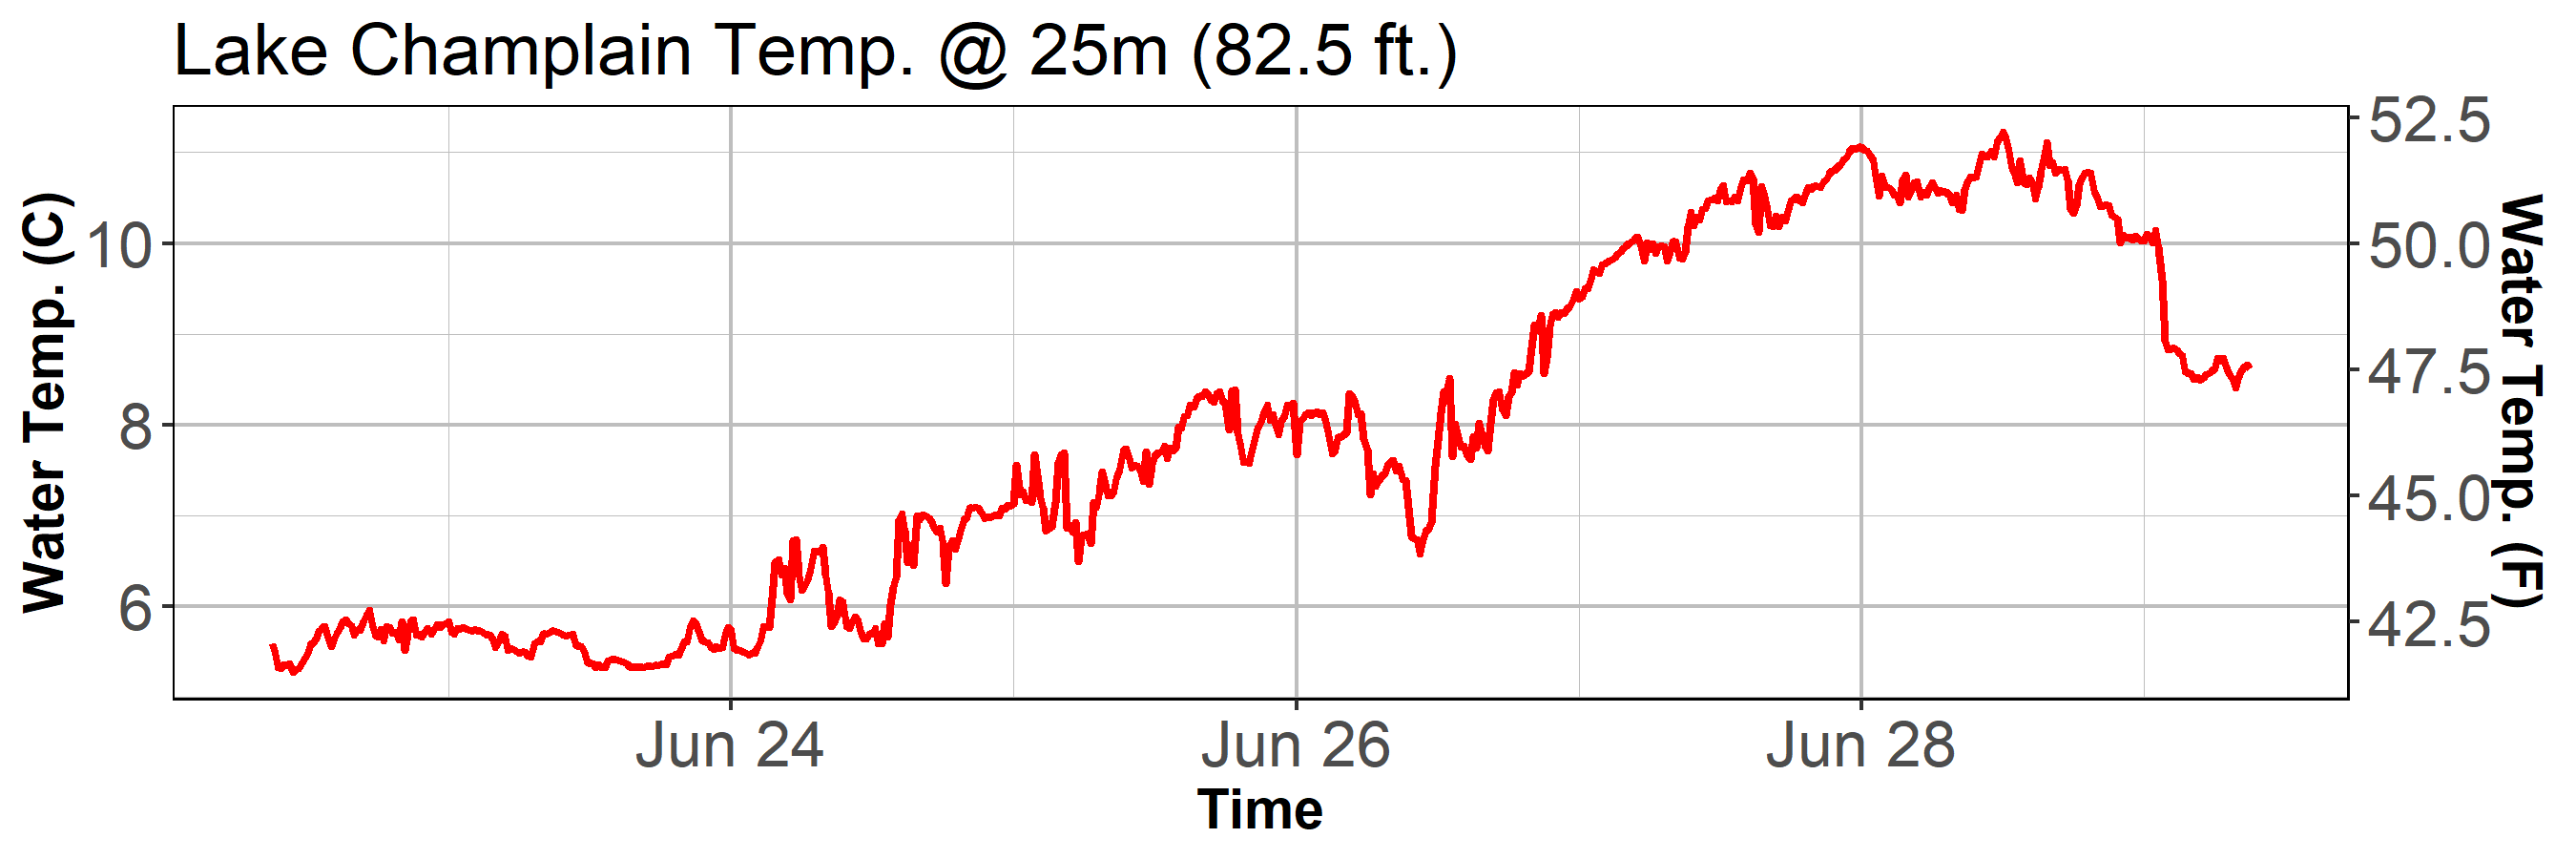 Lake Champlain Temp. @ 25m (82.5 ft.)
Water Temp. (C)
10
8
6
52.5
50.0
47.5
45.0
42.5
Water Temp. (F)
Jun 24
Jun 26
Jun 28
Time